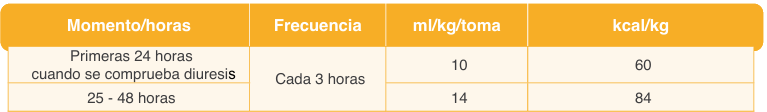 Momento/horas Frecuencia ml/kg/toma kcal/kg
Primeras 24 horas
cuando se comprueba diuresis
Cada 3 horas
10 60
25 - 48 horas 14 84